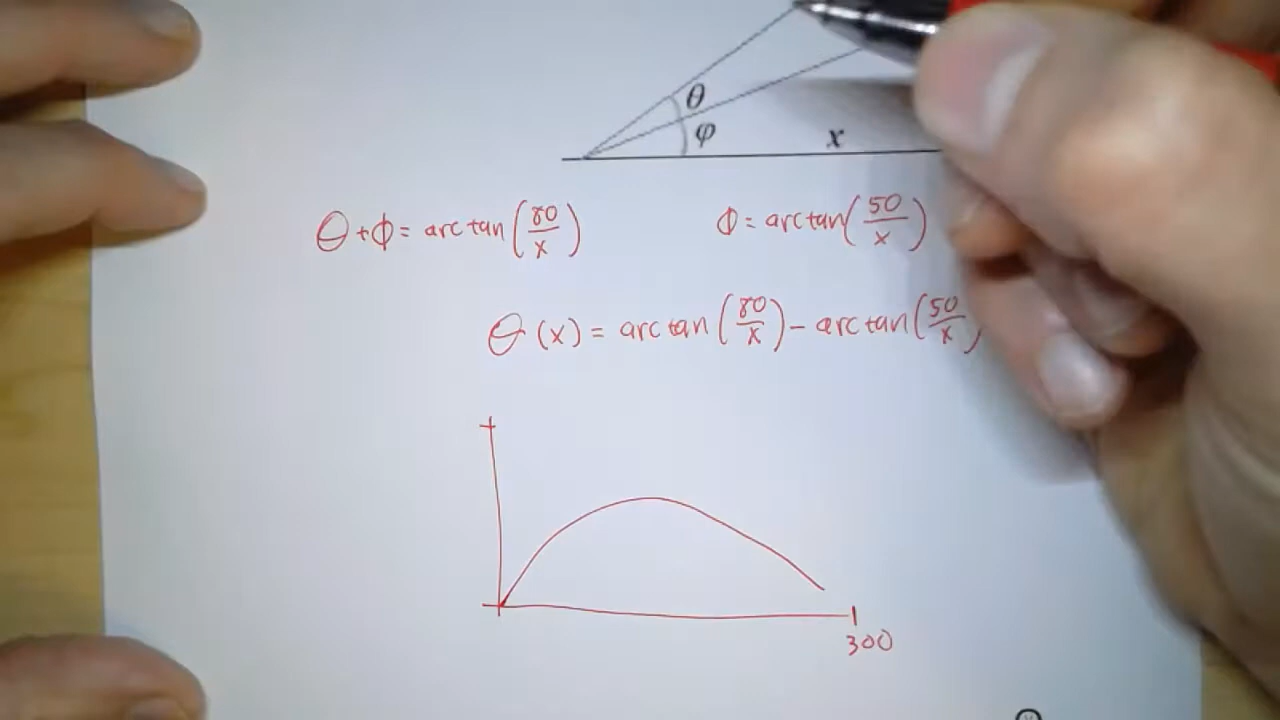 θ
φ
x
θ + ϕ = arctan(80/x) ϕ = arctan(50/x)
θ(x) = arctan(80/x) - arctan(50/x)
300